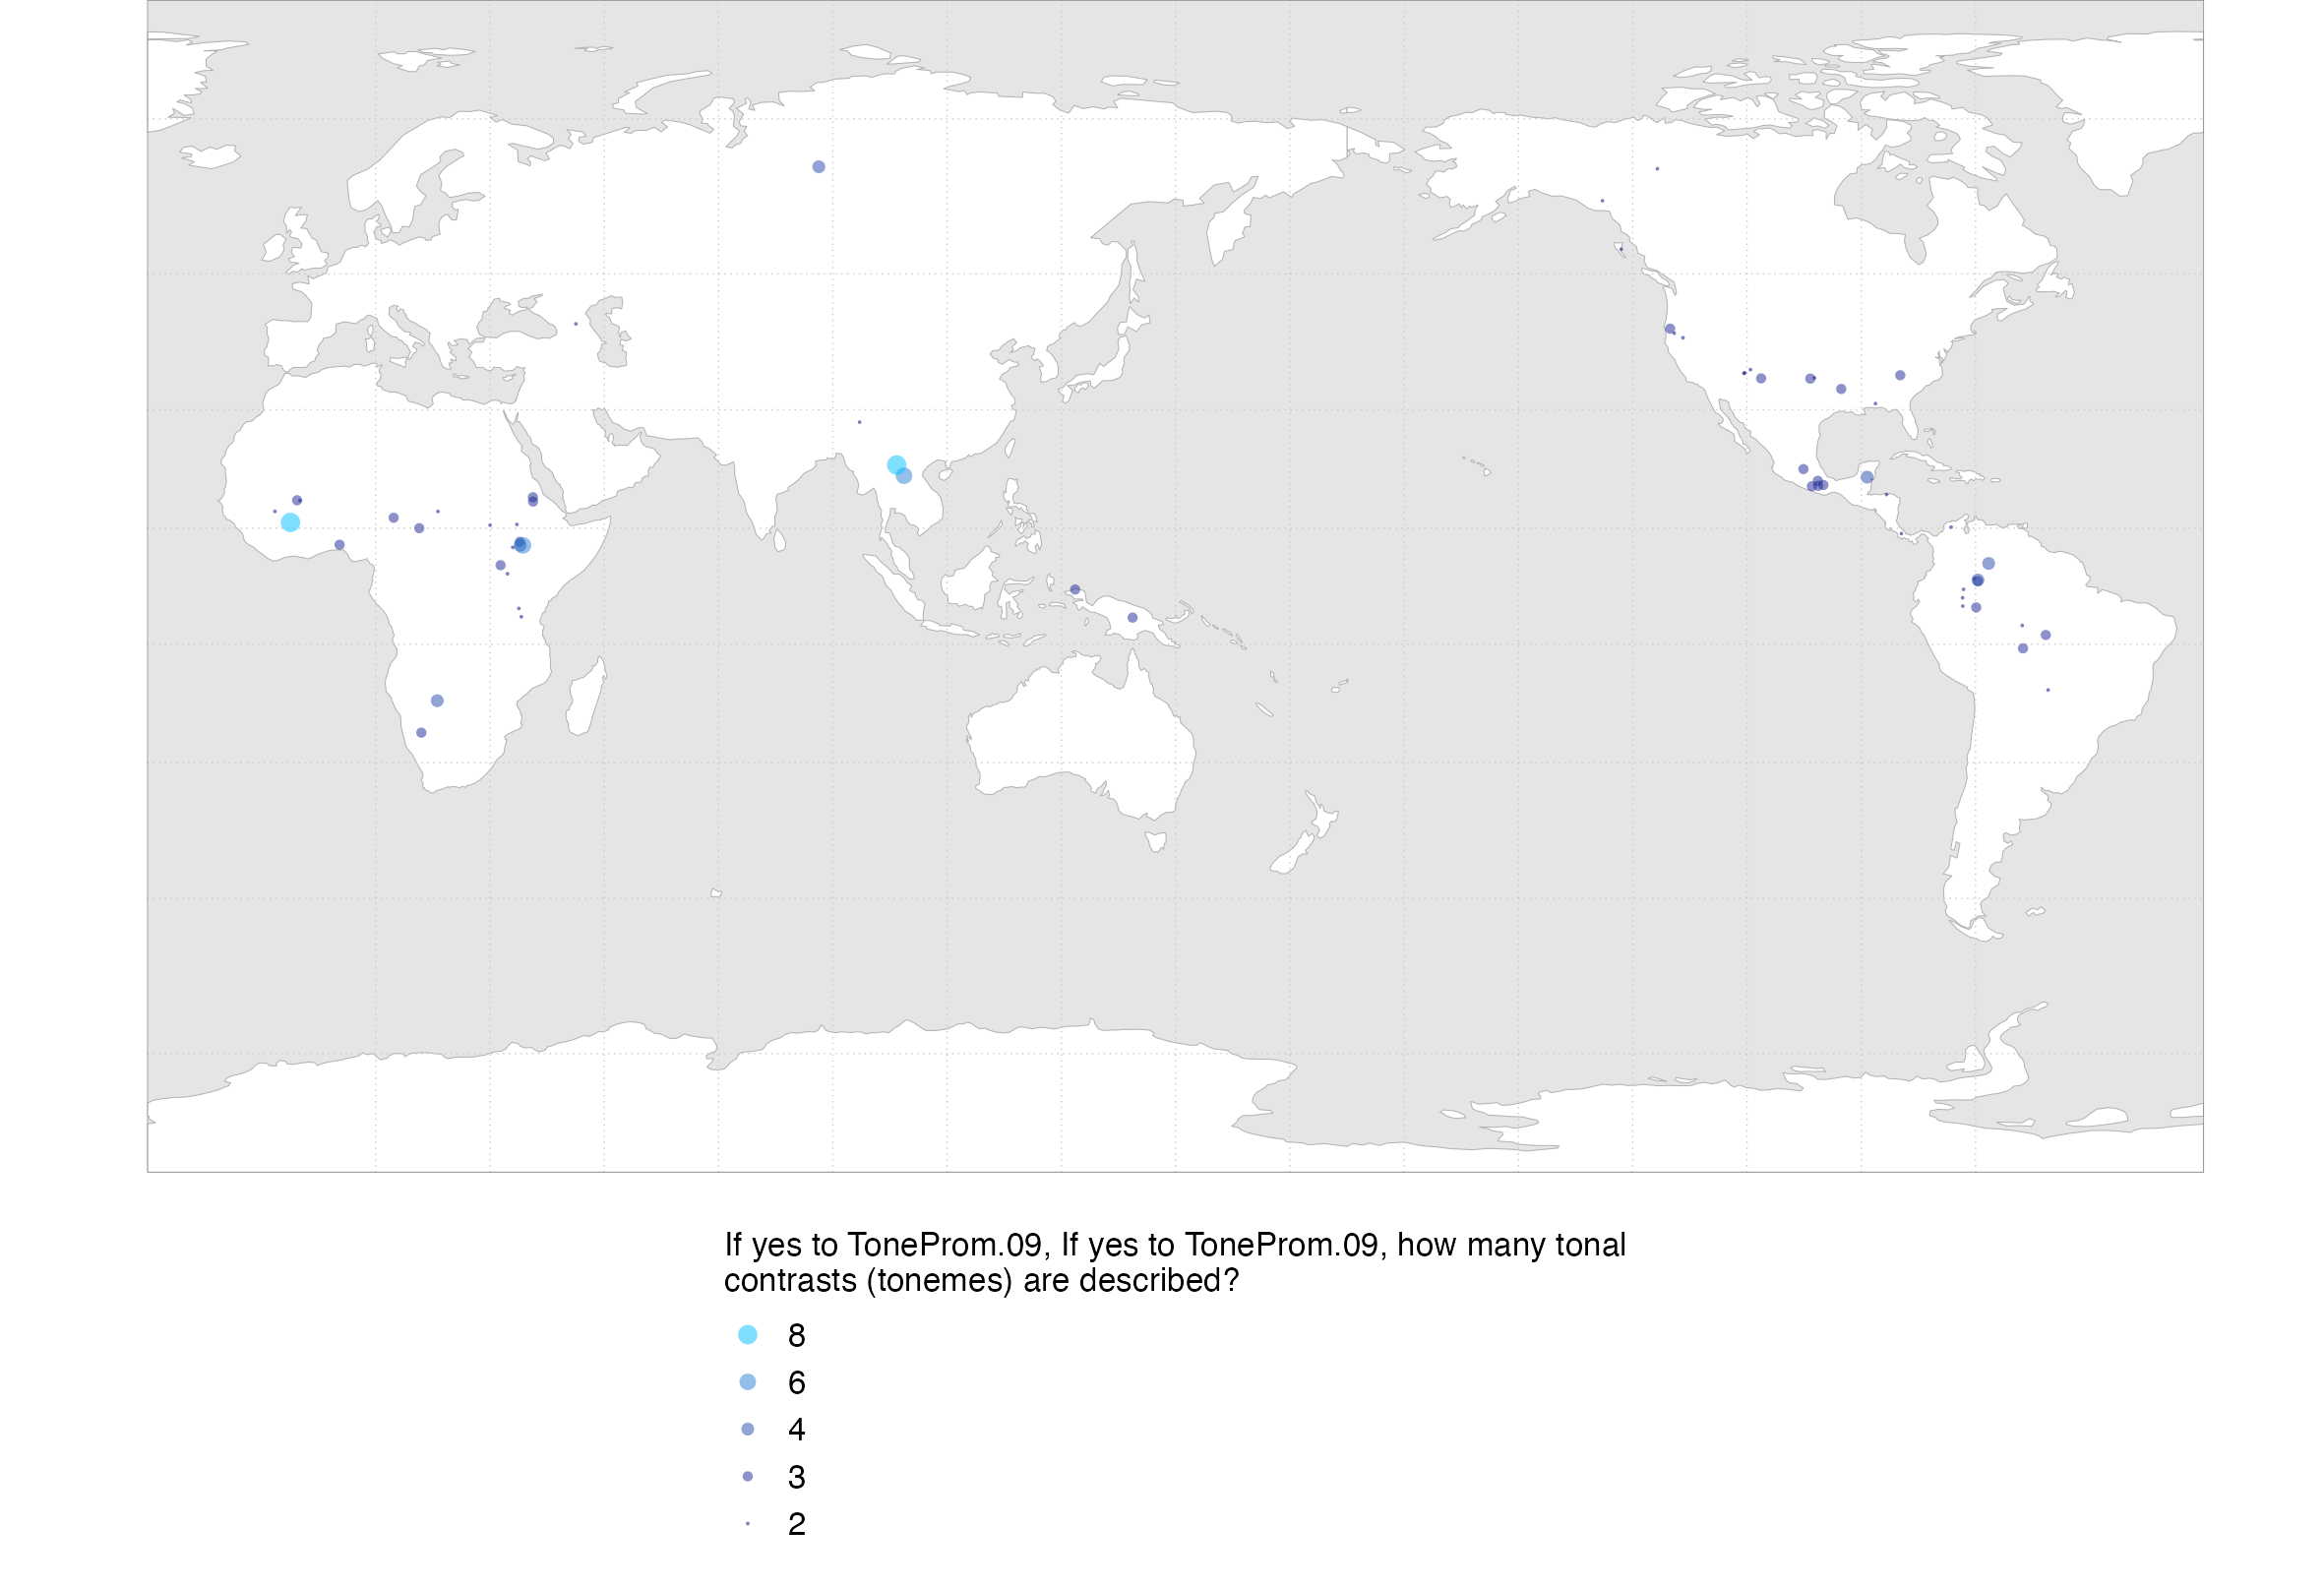 If yes to ToneProm.09, If yes to ToneProm.09, how many tonal
contrasts (tonemes) are described?
8
6
4
3
2